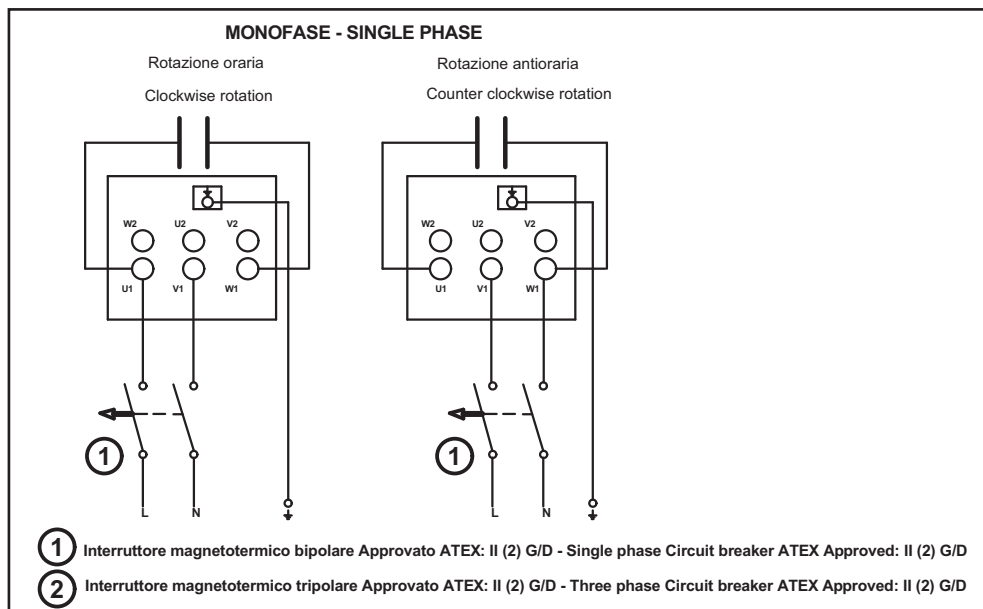 MONOFASE - SINGLE PHASE
Rotazione oraria
Clockwise rotation
W2 U2 V2
U1 V1 W1
1
L N
Rotazione antioraria
Counter clockwise rotation
W2 U2 V2
U1 V1 W1
1
L N
1 Interruttore magnetotermico bipolare Approvato ATEX: II (2) G/D - Single phase Circuit breaker ATEX Approved: II (2) G/D
2 Interruttore magnetotermico tripolare Approvato ATEX: II (2) G/D - Three phase Circuit breaker ATEX Approved: II (2) G/D